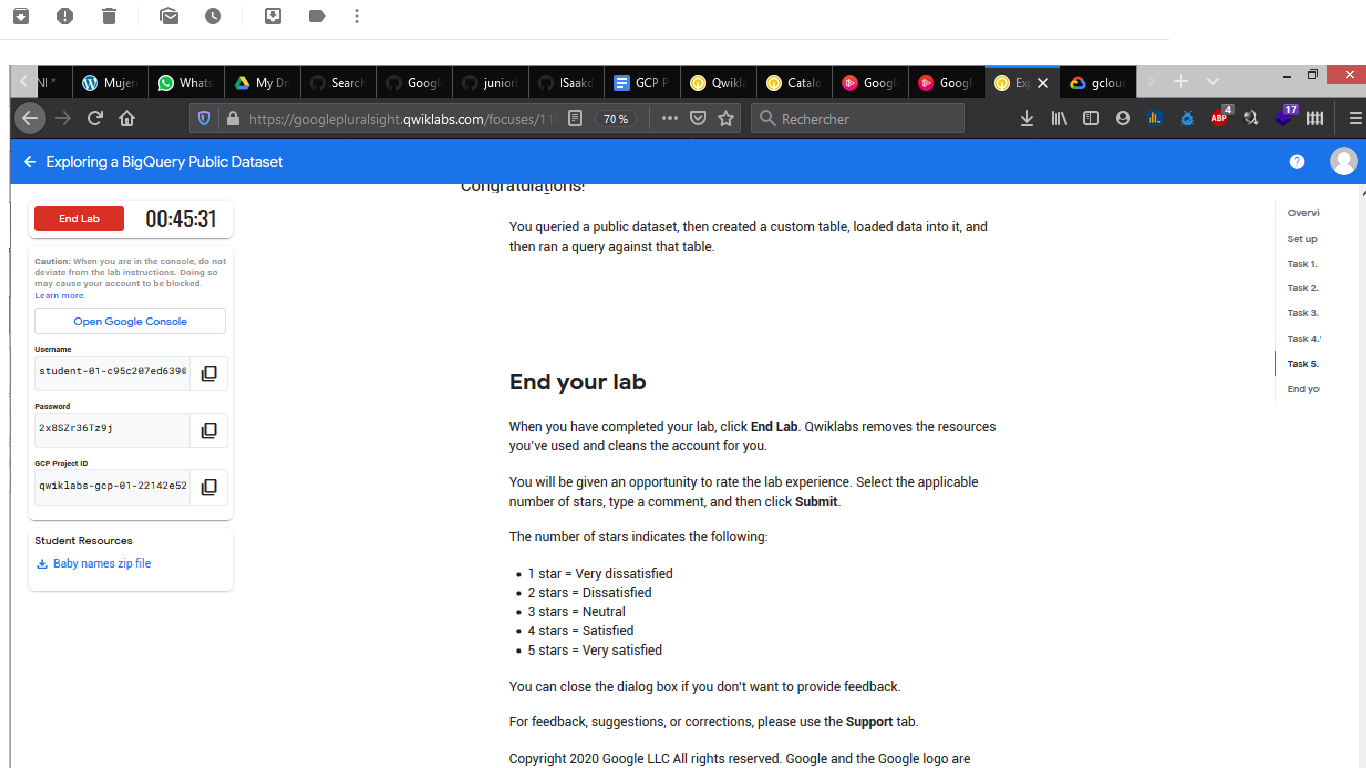 NI *
Mujer
Whats
My Dr
Search
Googl
junior
ISaakd
GCP P
Qwikl
Catalo
Googl
Googl
Exp
gclou
https://googlepluralsight.qwiklabs.com/focuses/11
70 %
Rechercher
ABP
4
17
Exploring a BigQuery Public Dataset
End Lab
00:45:31
Caution: When you are in the console, do not
deviate from the lab instructions. Doing so
may cause your account to be blocked.
Learn more.
Open Google Console
Username
student-01-c95c207ed6390
Password
2x8SZr36Tz9j
GCP Project ID
qwiklabs-gcp-01-22142e52
Student Resources
Baby names zip file
Congratulations!
You queried a public dataset, then created a custom table, loaded data into it, and
then ran a query against that table.
End your lab
When you have completed your lab, click End Lab. Qwiklabs removes the resources
you've used and cleans the account for you.
You will be given an opportunity to rate the lab experience. Select the applicable
number of stars, type a comment, and then click Submit.
The number of stars indicates the following:
• 1 star = Very dissatisfied
• 2 stars = Dissatisfied
• 3 stars = Neutral
• 4 stars = Satisfied
• 5 stars = Very satisfied
You can close the dialog box if you don't want to provide feedback.
For feedback, suggestions, or corrections, please use the Support tab.
Copyright 2020 Google LLC All rights reserved. Google and the Google logo are
Overvi
Set up
Task 1.
Task 2.
Task 3.
Task 4.
Task 5.
End yo